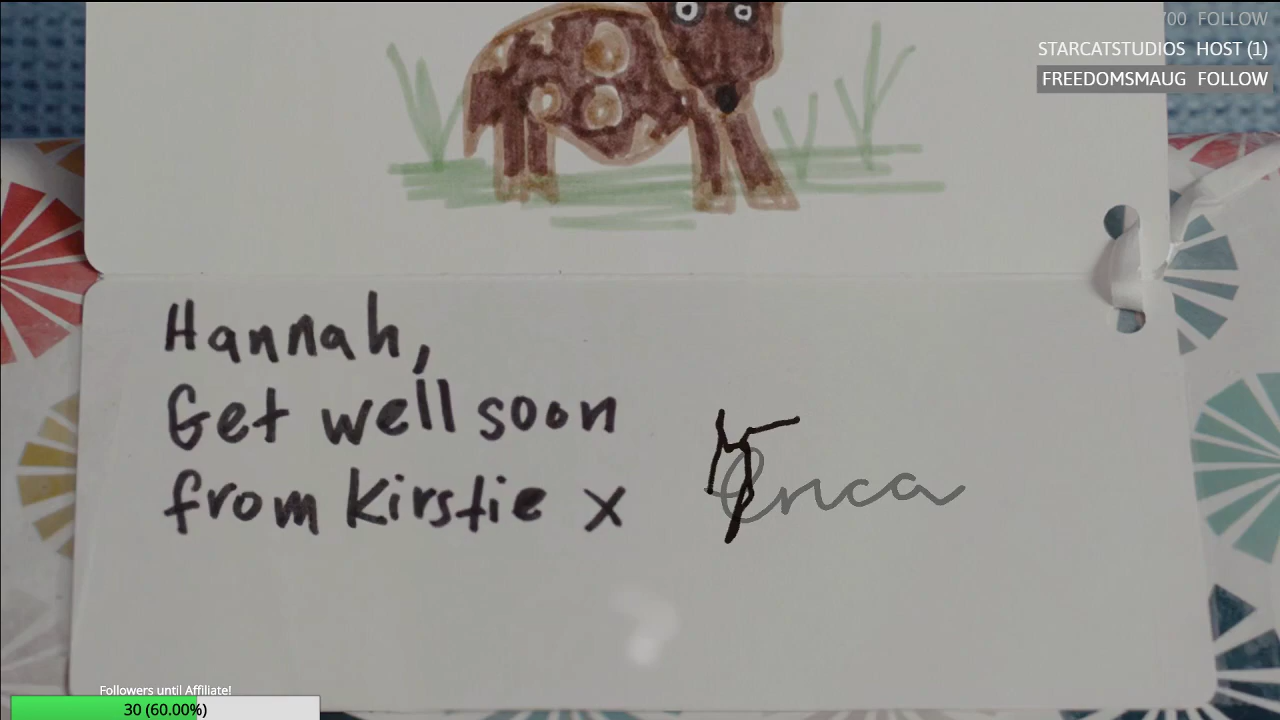 700 FOLLOW
STARCATSTUDIOS HOST (1)
FREEDOMSMAUG FOLLOW
Hannah,
Get well soon
from Kirstie x
Erica
Followers until Affiliate!
30 (60.00%)